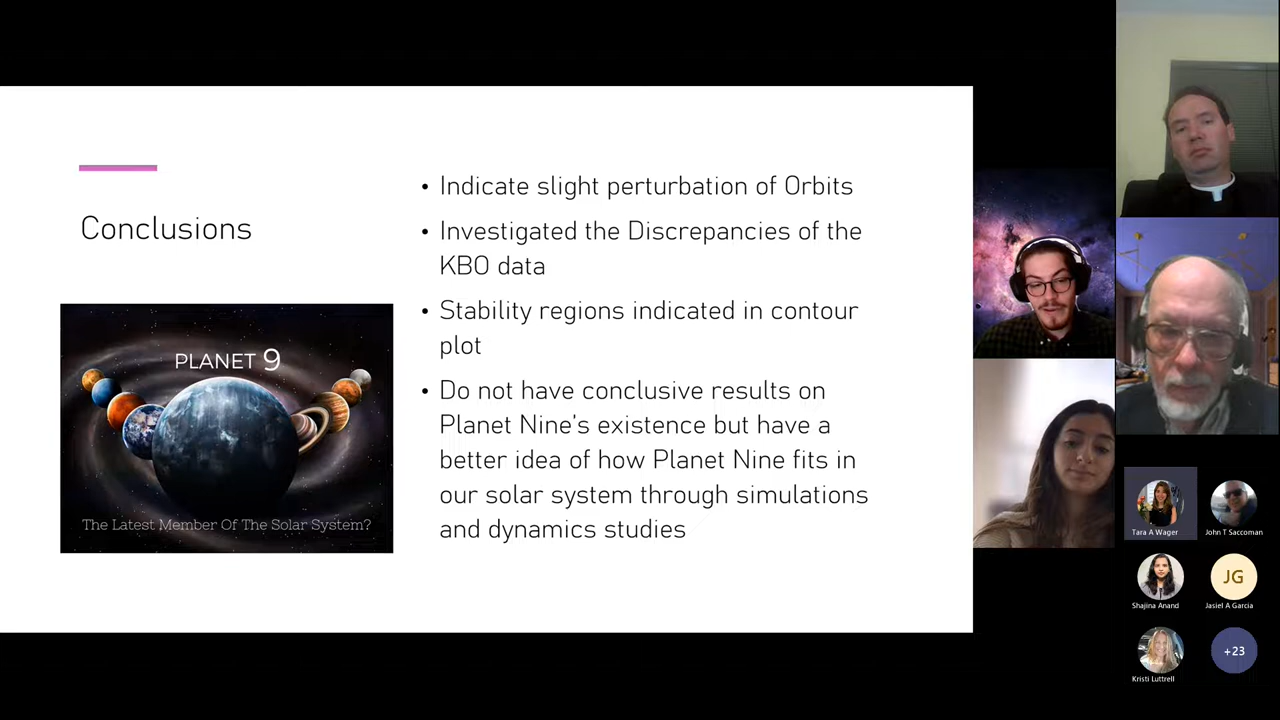 Conclusions
• Indicate slight perturbation of Orbits
• Investigated the Discrepancies of the
KBO data
• Stability regions indicated in contour
plot
• Do not have conclusive results on
Planet Nine's existence but have a
better idea of how Planet Nine fits in
our solar system through simulations
and dynamics studies
PLANET 9
The Latest Member Of The Solar System?
Tara A Wager
John T Saccoman
JG
Shajina Anand
Jasiel A Garcia
+23
Kristi Luttrell